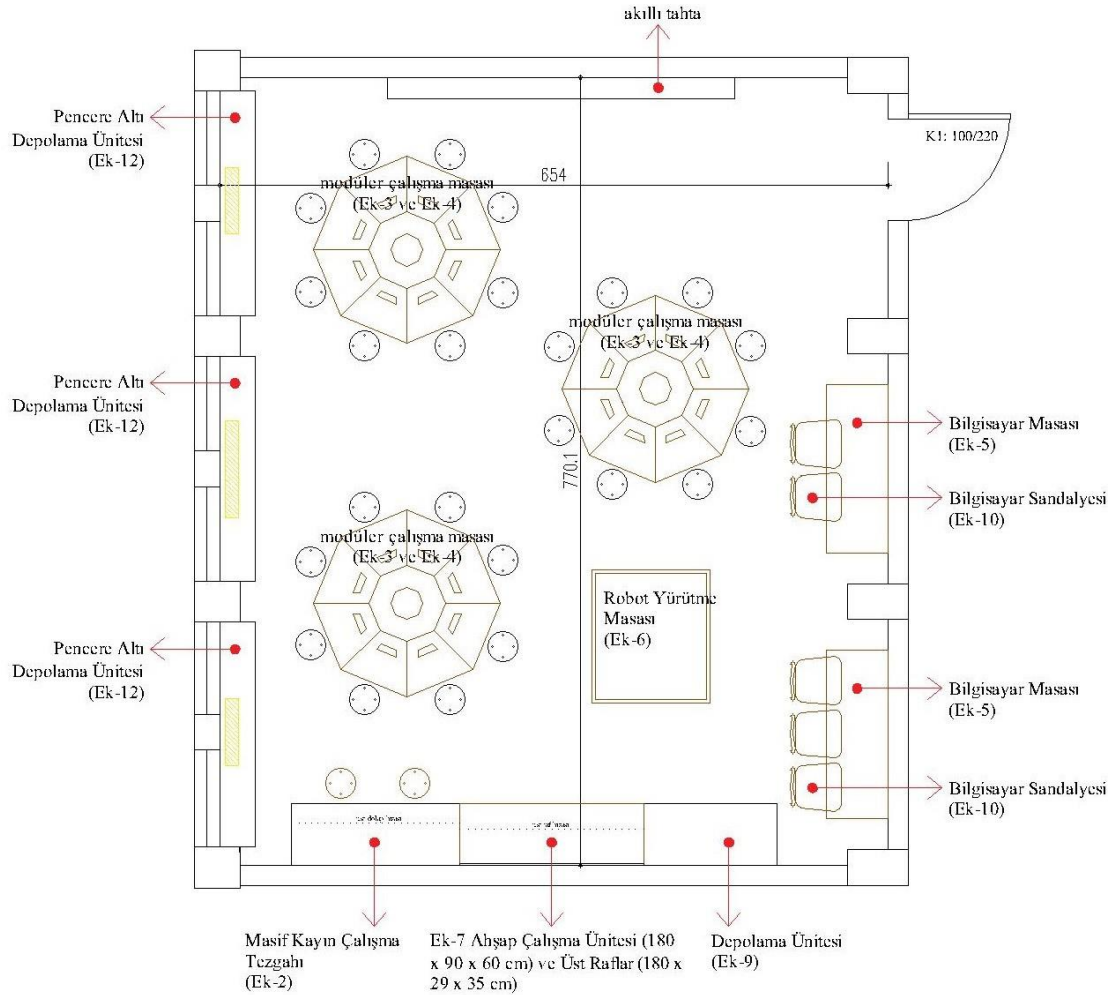 akıllı tahta
Pencere Altı
Depolama Ünitesi
(Ek-12)
K1: 100/220
654
modüler çalışma masası
(Ek-3 ve Ek-4)
modüler çalışma masası
(Ek-3 ve Ek-4)
Pencere Altı
Depolama Ünitesi
(Ek-12)
Bilgisayar Masası
(Ek-5)
770.1
Bilgisayar Sandalyesi
(Ek-10)
modüler çalışma masası
(Ek-3 ve Ek-4)
Robot Yürütme
Masası
(Ek-6)
Pencere Altı
Depolama Ünitesi
(Ek-12)
Bilgisayar Masası
(Ek-5)
Bilgisayar Sandalyesi
(Ek-10)
Masif Kayın Çalışma
Tezgahı
(Ek-2)
Ek-7 Ahşap Çalışma Ünitesi (180
x 90 x 60 cm) ve Üst Raflar (180 x
29 x 35 cm)
Depolama Ünitesi
(Ek-9)